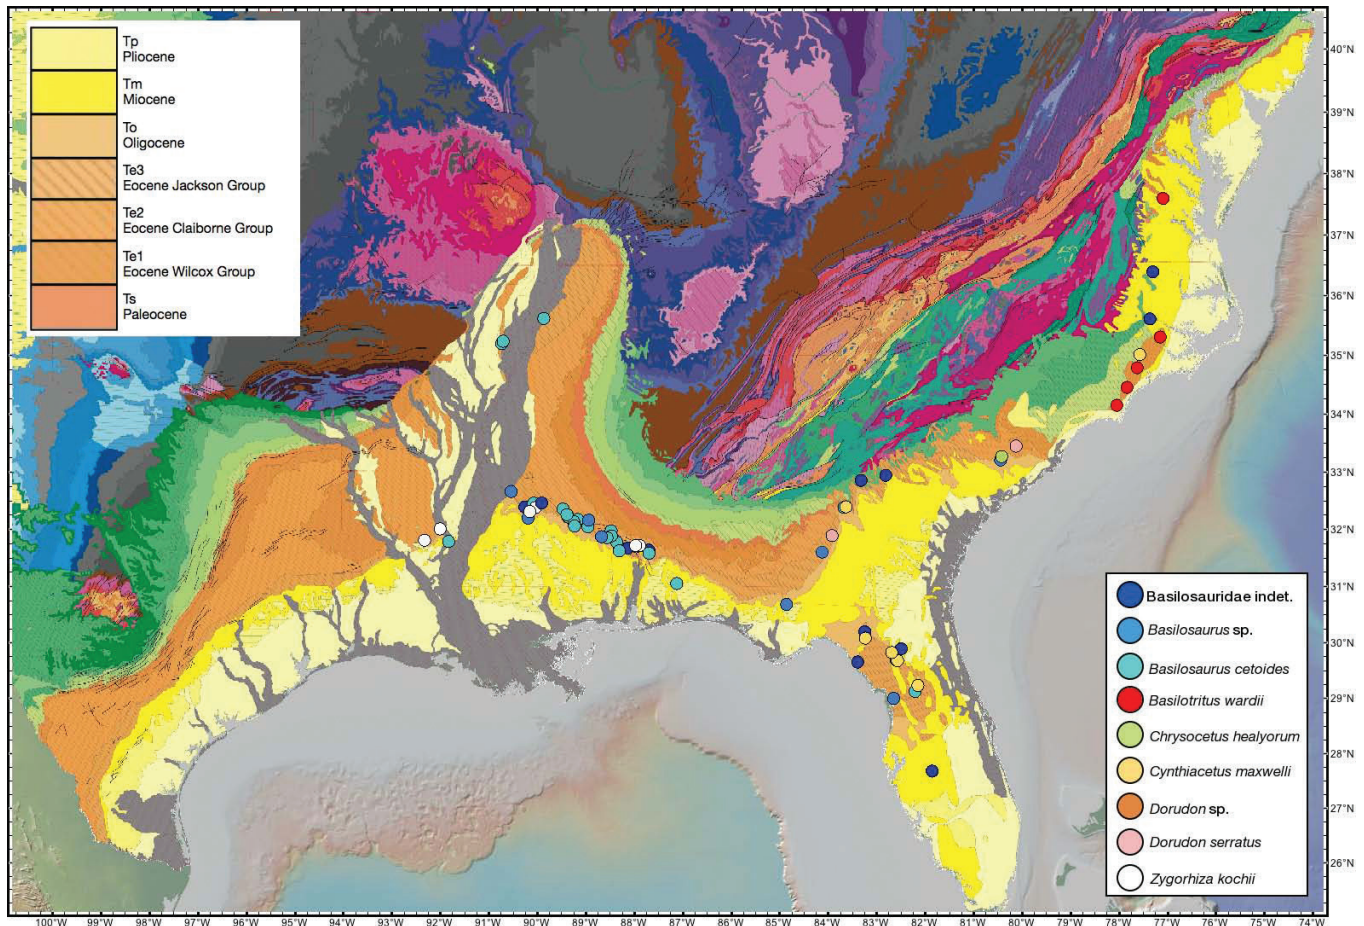 Tp
Pliocene
Tm
Miocene
To
Oligocene
Te3
Eocene Jackson Group
Te2
Eocene Claiborne Group
Te1
Eocene Wilcox Group
Ts
Paleocene
40°N
39°N
38°N
37°N
36°N
35°N
34°N
33°N
32°N
31°N
30°N
29°N
28°N
27°N
26°N
Basilosauridae indet.
Basilosaurus sp.
Basilosaurus cetoides
Basilotritus wardii
Chrysocetus healyorum
Cynthiacetus maxwelli
Dorudon sp.
Dorudon serratus
Zygorhiza kochii
100°W 99°W 98°W 97°W 96°W 95°W 94°W 93°W 92°W 91°W 90°W 89°W 88°W 87°W 86°W 85°W 84°W 83°W 82°W 81°W 80°W 79°W 78°W 77°W 76°W 75°W 74°W